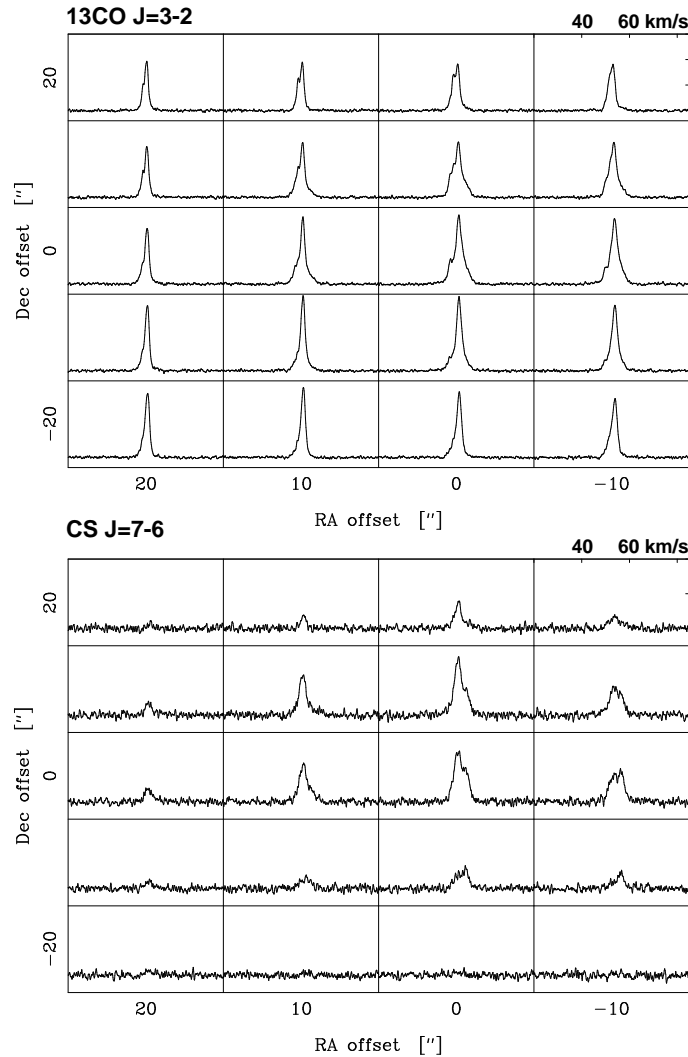 13CO J=3-2
40 60 km/s
20
0
−20
Dec offset ["]
20 10 0 −10
RA offset ["]
CS J=7-6
40 60 km/s
20
0
−20
Dec offset ["]
20 10 0 −10
RA offset ["]